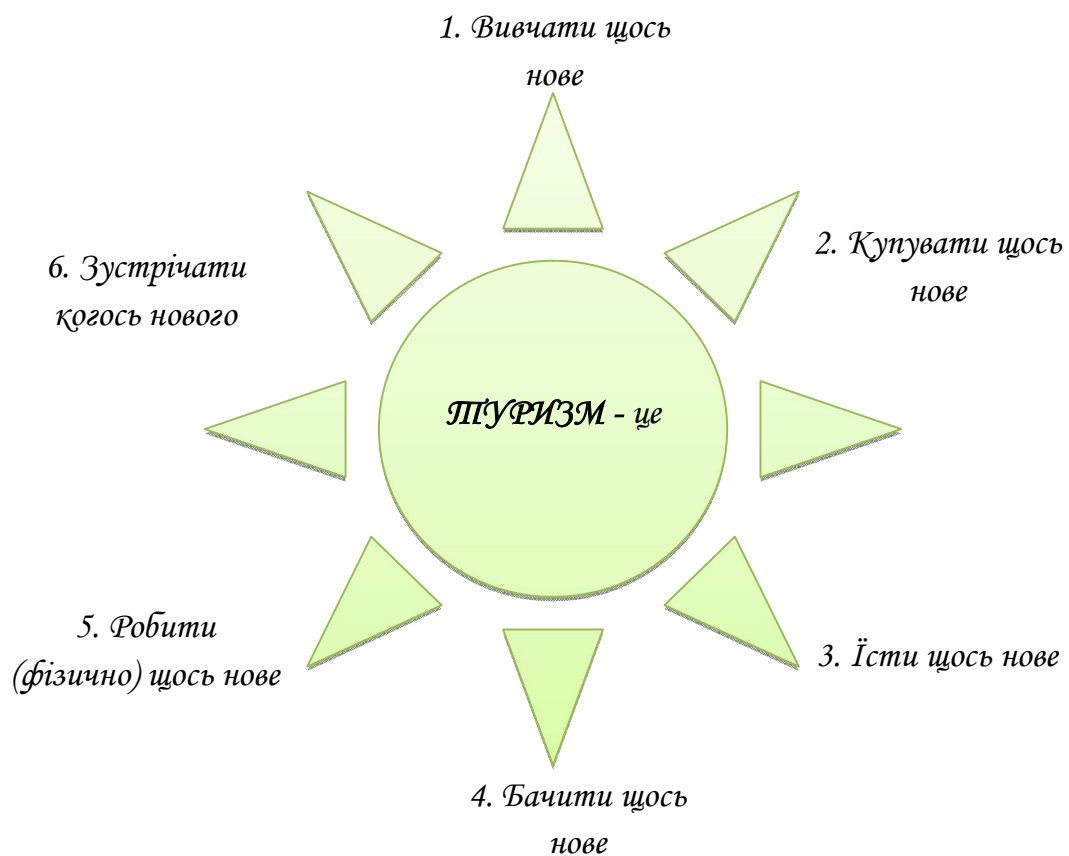 1. Вивчати щось
нове
2. Купувати щось
нове
6. Зустрічати
когось нового
ТУРИЗМ - це
5. Робити
(фізично) щось нове
3. Їсти щось нове
4. Бачити щось
нове